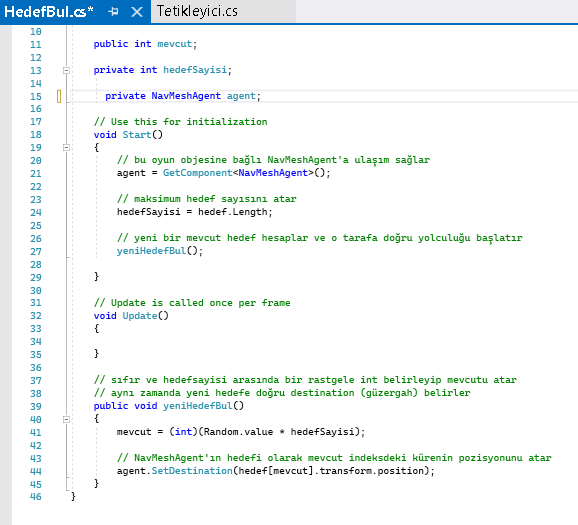 HedefBul.cs*
Tetikleyici.cs
10
11 public int mevcut;
12
13 private int hedefSayisi;
14
15 private NavMeshAgent agent;
16
17 // Use this for initialization
18 void Start()
19 {
20 // bu oyun objesine bağlı NavMeshAgent'a ulaşım sağlar
21 agent = GetComponent<NavMeshAgent>();
22
23 // maksimum hedef sayısını atar
24 hedefSayisi = hedef.Length;
25
26 // yeni bir mevcut hedef hesaplar ve o tarafa doğru yolculuğu başlatır
27 yeniHedefBul();
28
29 }
30
31 // Update is called once per frame
32 void Update()
33 {
34
35 }
36
37 // sıfır ve hedefsayisi arasında bir rastgele int belirleyip mevcutu atar
38 // aynı zamanda yeni hedefe doğru destination (güzergah) belirler
39 public void yeniHedefBul()
40 {
41 mevcut = (int)(Random.value * hedefSayisi);
42
43 // NavMeshAgent'ın hedefi olarak mevcut indeksdeki kürenin pozisyonunu atar
44 agent.SetDestination(hedef[mevcut].transform.position);
45 }
46 }